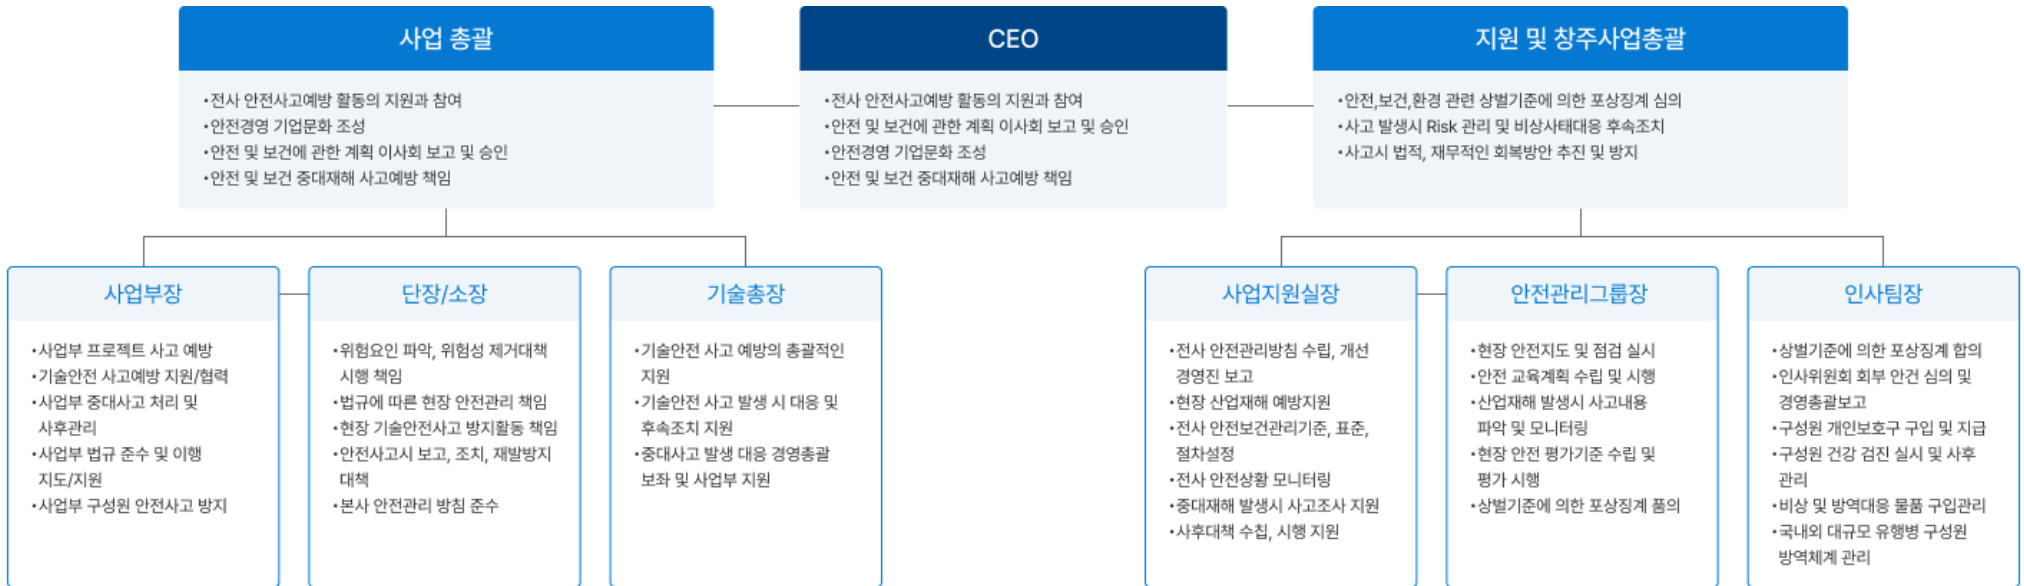 사업 총괄
•전사 안전사고예방 활동의 지원과 참여
•안전경영 기업문화 조성
•안전 및 보건에 관한 계획 이사회 보고 및 승인
•안전 및 보건 중대재해 사고예방 책임
CEO
•전사 안전사고예방 활동의 지원과 참여
•안전 및 보건에 관한 계획 이사회 보고 및 승인
•안전경영 기업문화 조성
•안전 및 보건 중대재해 사고예방 책임
지원 및 창주사업총괄
•안전,보건,환경 관련 상벌기준에 의한 포상징계 심의
•사고 발생시 Risk 관리 및 비상사태대응 후속조치
•사고시 법적, 재무적인 회복방안 추진 및 방지
사업부장
•사업부 프로젝트 사고 예방
•기술안전 사고예방 지원/협력
•사업부 중대사고 처리 및
사후관리
•사업부 법규 준수 및 이행
지도/지원
•사업부 구성원 안전사고 방지
단장/소장
•위험요인 파악, 위험성 제거대책
시행 책임
•법규에 따른 현장 안전관리 책임
•현장 기술안전사고 방지활동 책임
•안전사고시 보고, 조치, 재발방지
대책
•본사 안전관리 방침 준수
기술총장
•기술안전 사고 예방의 총괄적인
지원
•기술안전 사고 발생 시 대응 및
후속조치 지원
•중대사고 발생 대응 경영총괄
보좌 및 사업부 지원
사업지원실장
•전사 안전관리방침 수립, 개선
경영진 보고
•현장 산업재해 예방지원
•전사 안전보건관리기준, 표준,
절차설정
•전사 안전상황 모니터링
•중대재해 발생시 사고조사 지원
•사후대책 수칩, 시행 지원
안전관리그룹장
•현장 안전지도 및 점검 실시
•안전 교육계획 수립 및 시행
•산업재해 발생시 사고내용
파악 및 모니터링
•현장 안전 평가기준 수립 및
평가 시행
•상벌기준에 의한 포상징계 품의
인사팀장
•상벌기준에 의한 포상징계 합의
•인사위원회 회부 안건 심의 및
경영총괄보고
•구성원 개인보호구 구입 및 지급
•구성원 건강 검진 실시 및 사후
관리
•비상 및 방역대응 물품 구입관리
•국내외 대규모 유행병 구성원
방역체계 관리